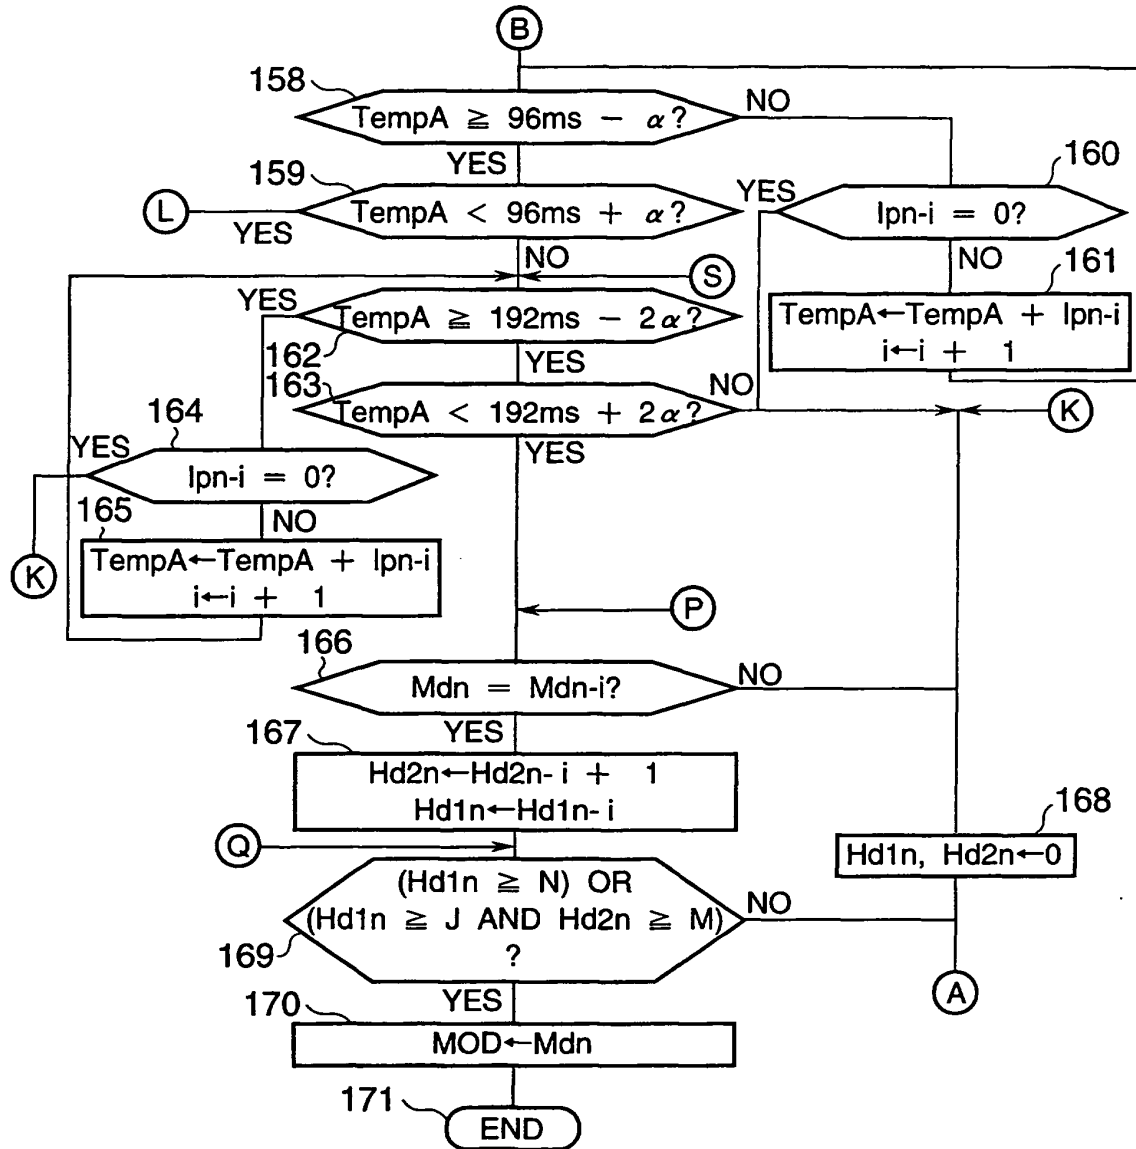 B
158
TempA ≧ 96ms - α?
NO
YES
159
TempA < 96ms + α?
L
YES
NO
160
YES
Ipn-i = 0?
NO
161
TempA←TempA + Ipn-i
i←i + 1
S
YES
TempA ≧ 192ms - 2α?
162
YES
163
TempA < 192ms + 2α?
NO
YES
K
164
YES
Ipn-i = 0?
NO
165
TempA←TempA + Ipn-i
i←i + 1
K
P
166
Mdn = Mdn-i?
NO
YES
167
Hd2n←Hd2n-i + 1
Hd1n←Hd1n-i
168
Hd1n, Hd2n←0
Q
(Hd1n ≧ N) OR
(Hd1n ≧ J AND Hd2n ≧ M)
?
169
NO
YES
A
170
MOD←Mdn
171
END